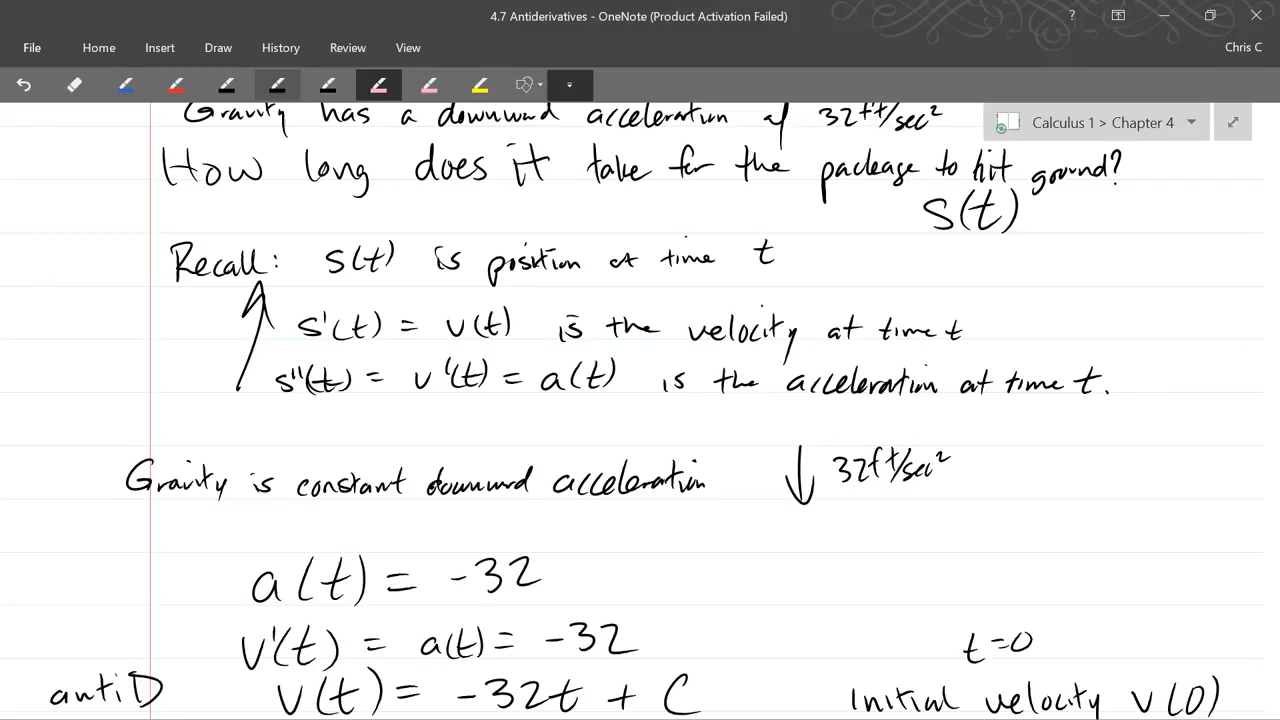 4.7 Antiderivatives - OneNote (Product Activation Failed)
File Home Insert Draw History Review View Chris C
Calculus 1 > Chapter 4
Gravity has a downward acceleration of 32ft/sec²
How long does it take for the package to hit ground?
S(t)
Recall: s(t) is position at time t
s'(t) = v(t) is the velocity at time t
s''(t) = v'(t) = a(t) is the acceleration at time t.
Gravity is constant downward acceleration ↓ 32ft/sec²
a(t) = -32
v'(t) = a(t) = -32
t=0
antiD v(t) = -32t + C Initial velocity v(0)